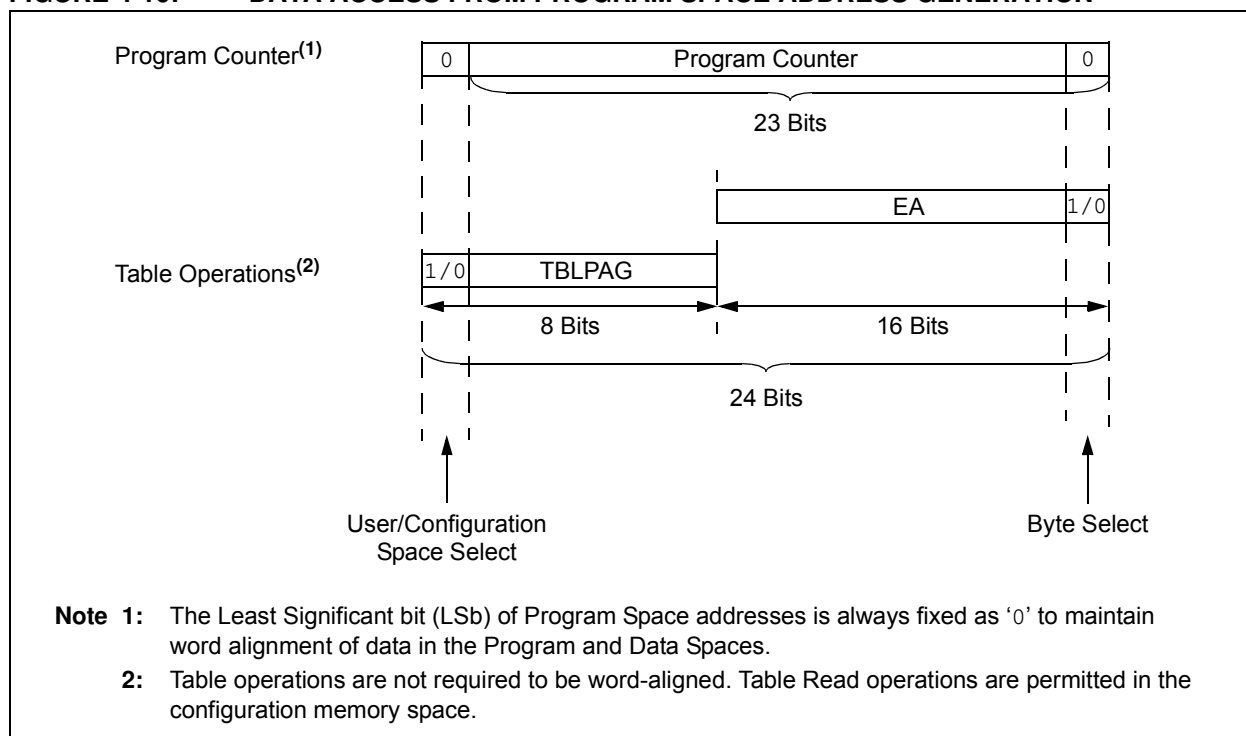 Program Counter(1)
0 Program Counter 0
23 Bits
EA 1/0
Table Operations(2)
1/0 TBLPAG
8 Bits 16 Bits
24 Bits
User/Configuration
Space Select
Byte Select
Note 1: The Least Significant bit (LSb) of Program Space addresses is always fixed as ‘0’ to maintain
word alignment of data in the Program and Data Spaces.
2: Table operations are not required to be word-aligned. Table Read operations are permitted in the
configuration memory space.